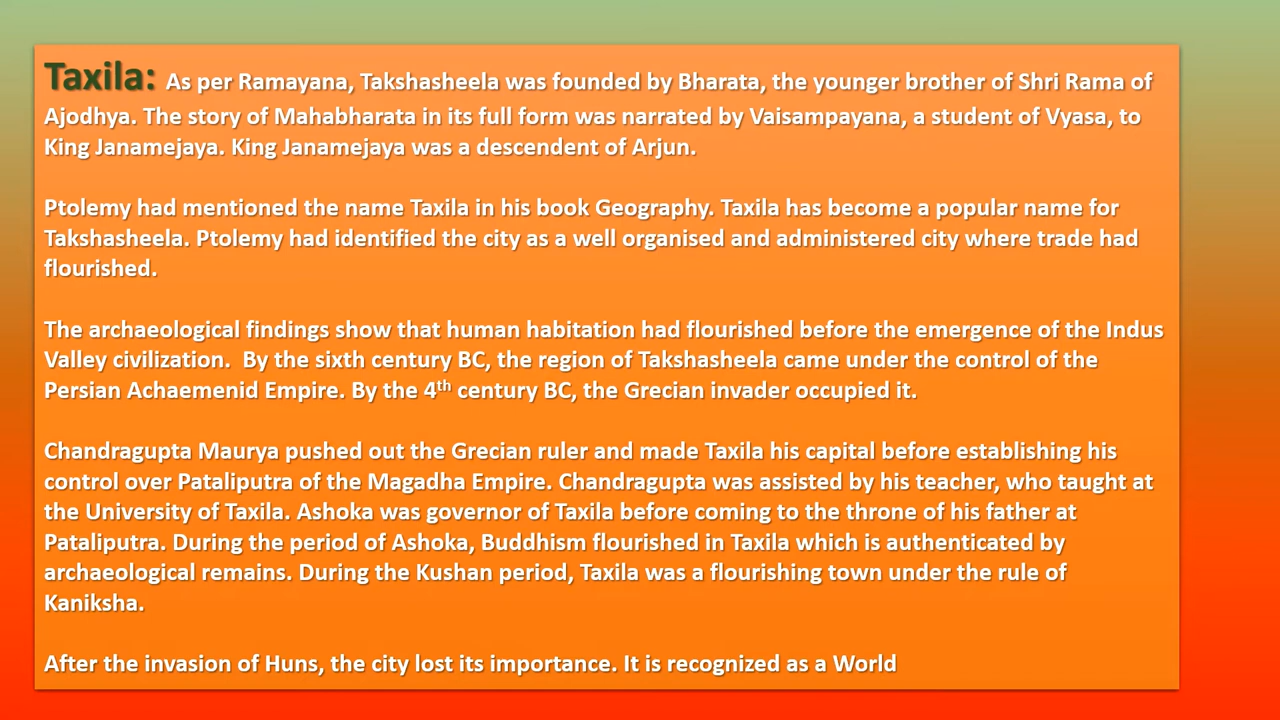 Taxila: As per Ramayana, Takshasheela was founded by Bharata, the younger brother of Shri Rama of
Ajodhya. The story of Mahabharata in its full form was narrated by Vaisampayana, a student of Vyasa, to
King Janamejaya. King Janamejaya was a descendent of Arjun.
Ptolemy had mentioned the name Taxila in his book Geography. Taxila has become a popular name for
Takshasheela. Ptolemy had identified the city as a well organised and administered city where trade had
flourished.
The archaeological findings show that human habitation had flourished before the emergence of the Indus
Valley civilization.  By the sixth century BC, the region of Takshasheela came under the control of the
Persian Achaemenid Empire. By the 4th century BC, the Grecian invader occupied it.
Chandragupta Maurya pushed out the Grecian ruler and made Taxila his capital before establishing his
control over Pataliputra of the Magadha Empire. Chandragupta was assisted by his teacher, who taught at
the University of Taxila. Ashoka was governor of Taxila before coming to the throne of his father at
Pataliputra. During the period of Ashoka, Buddhism flourished in Taxila which is authenticated by
archaeological remains. During the Kushan period, Taxila was a flourishing town under the rule of
Kaniksha.
After the invasion of Huns, the city lost its importance. It is recognized as a World